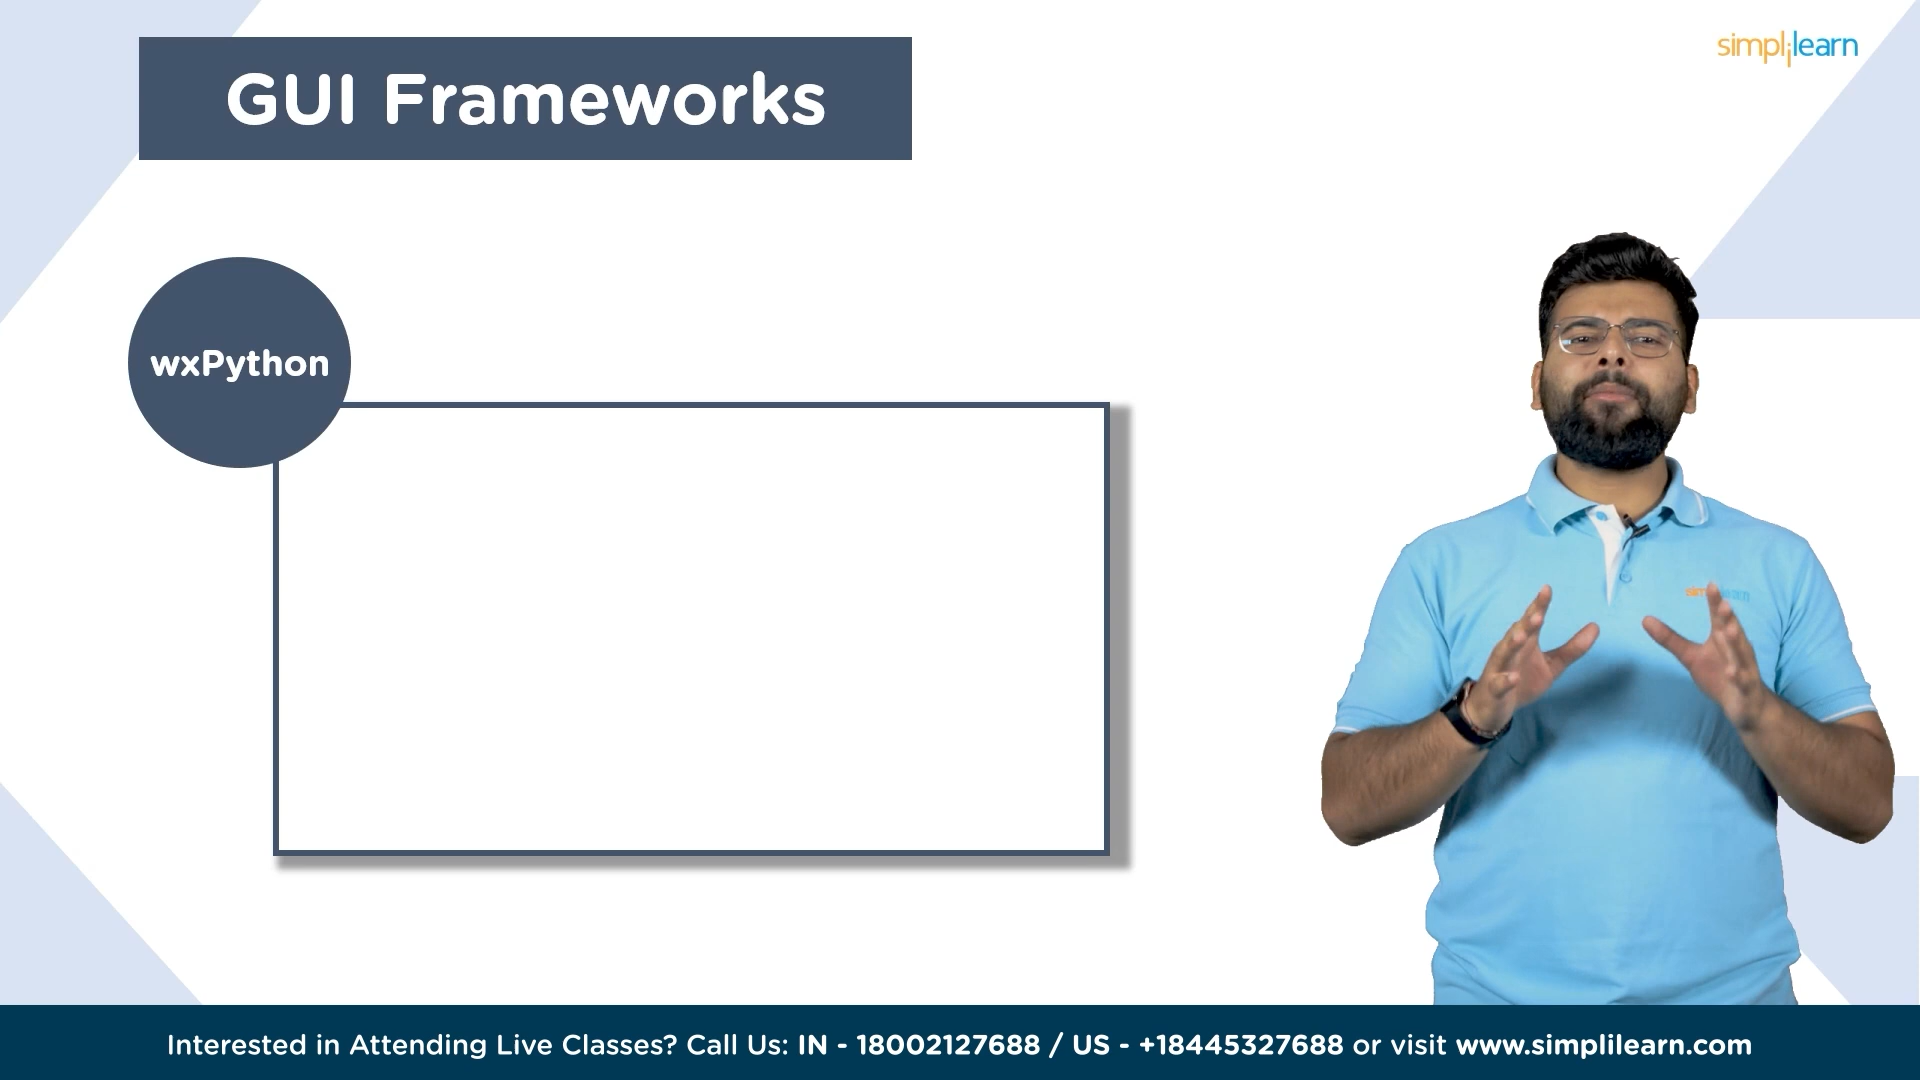 GUI Frameworks
simplilearn
wxPython
Interested in Attending Live Classes? Call Us: IN - 18002127688 / US - +18445327688 or visit www.simplilearn.com